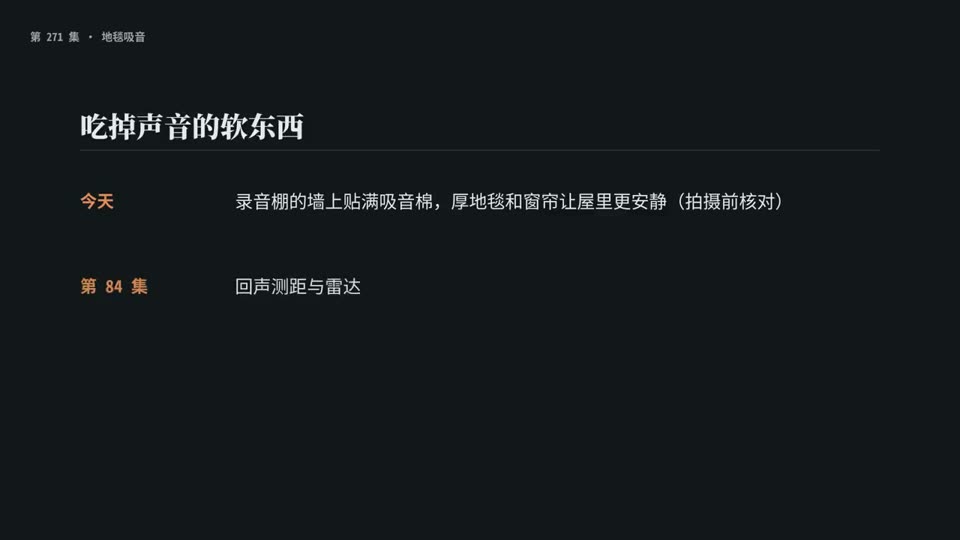 第 271 集 · 地毯吸音
吃掉声音的软东西
今天 录音棚的墙上贴满吸音棉，厚地毯和窗帘让屋里更安静（拍摄前核对）
第 84 集 回声测距与雷达